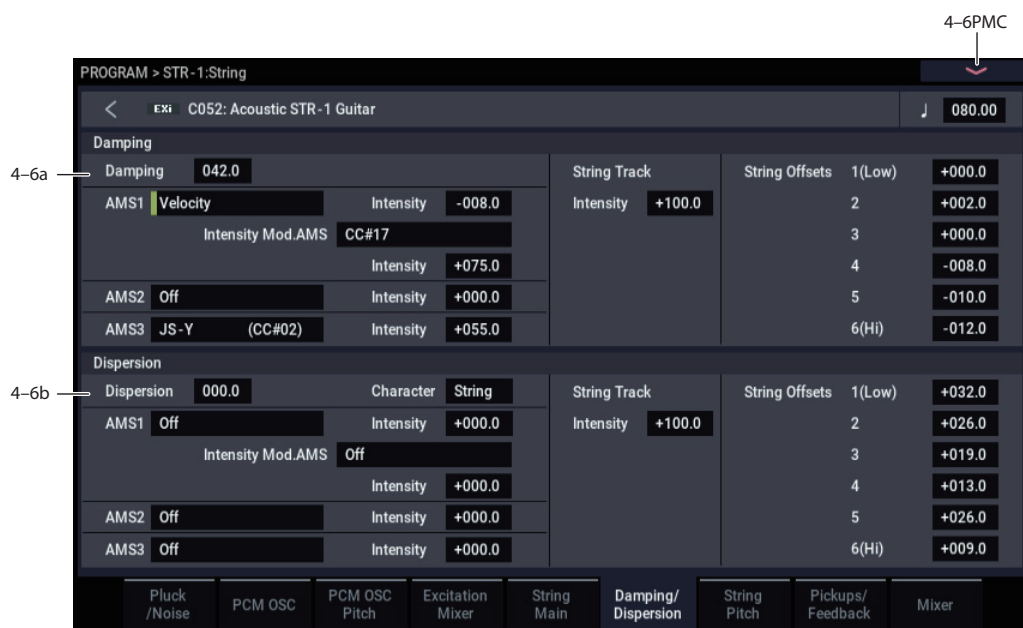 4–6PMC
PROGRAM > STR-1:String
EXi C052: Acoustic STR-1 Guitar ♩ 080.00
Damping
4–6a Damping 042.0 String Track String Offsets 1(Low) +000.0
AMS1 Velocity Intensity -008.0 Intensity +100.0 2 +002.0
Intensity Mod.AMS CC#17 3 +000.0
Intensity +075.0 4 -008.0
AMS2 Off Intensity +000.0 5 -010.0
AMS3 JS-Y (CC#02) Intensity +055.0 6(Hi) -012.0
Dispersion
4–6b Dispersion 000.0 Character String String Track String Offsets 1(Low) +032.0
AMS1 Off Intensity +000.0 Intensity +100.0 2 +026.0
Intensity Mod.AMS Off 3 +019.0
Intensity +000.0 4 +013.0
AMS2 Off Intensity +000.0 5 +026.0
AMS3 Off Intensity +000.0 6(Hi) +009.0
Pluck PCM OSC PCM OSC Excitation String Damping/ String Pickups/ Mixer
/Noise Pitch Mixer Main Dispersion Pitch Feedback